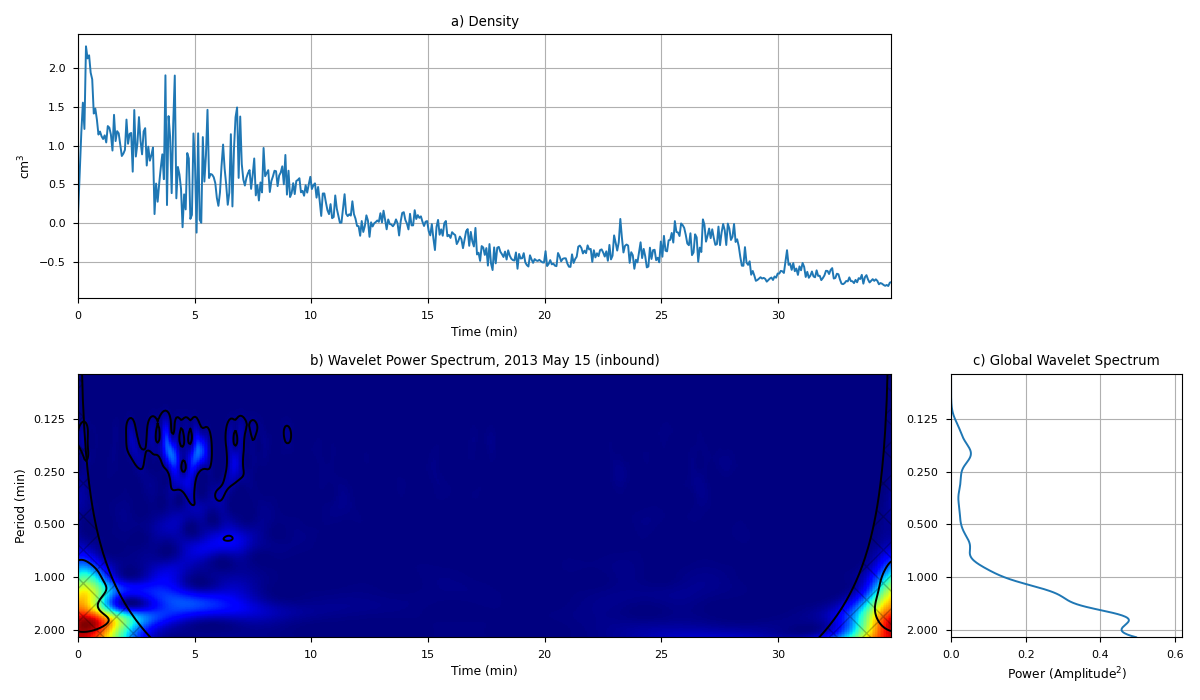 a) Density
2.0
1.5
1.0
0.5
0.0
−0.5
cm³
0 5 10 15 20 25 30
Time (min)
b) Wavelet Power Spectrum, 2013 May 15 (inbound)
0.125
0.250
0.500
1.000
2.000
Period (min)
0 5 10 15 20 25 30
Time (min)
c) Global Wavelet Spectrum
0.125
0.250
0.500
1.000
2.000
0.0 0.2 0.4 0.6
Power (Amplitude²)